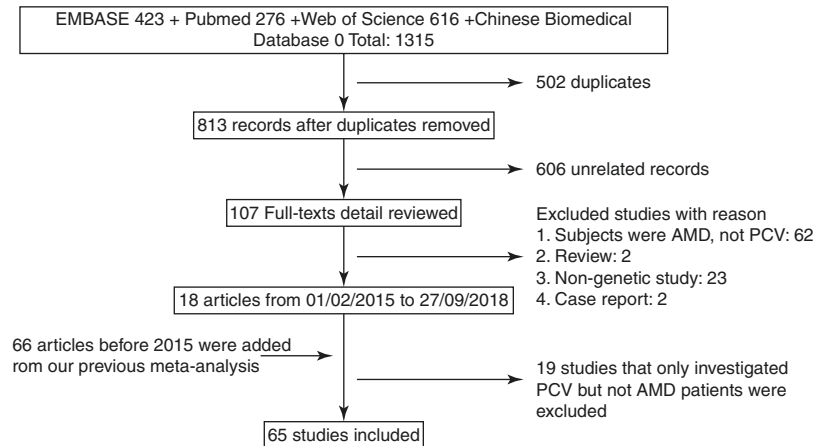 EMBASE 423 + Pubmed 276 +Web of Science 616 +Chinese Biomedical
Database 0 Total: 1315
502 duplicates
813 records after duplicates removed
606 unrelated records
107 Full-texts detail reviewed
Excluded studies with reason
1. Subjects were AMD, not PCV: 62
2. Review: 2
3. Non-genetic study: 23
4. Case report: 2
18 articles from 01/02/2015 to 27/09/2018
66 articles before 2015 were added
rom our previous meta-analysis
19 studies that only investigated
PCV but not AMD patients were
excluded
65 studies included